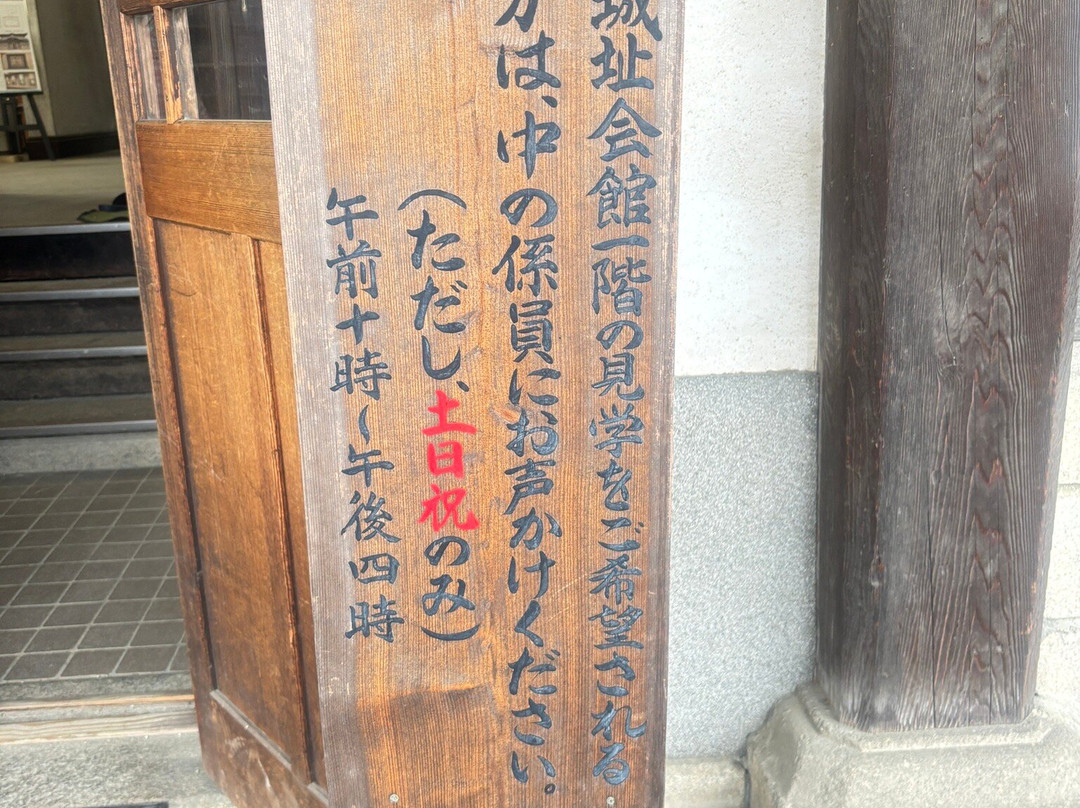 城址会館一階の見学をご希望される
方は、中の係員にお声かけください。
（ただし、土日祝のみ）
午前十時～午後四時